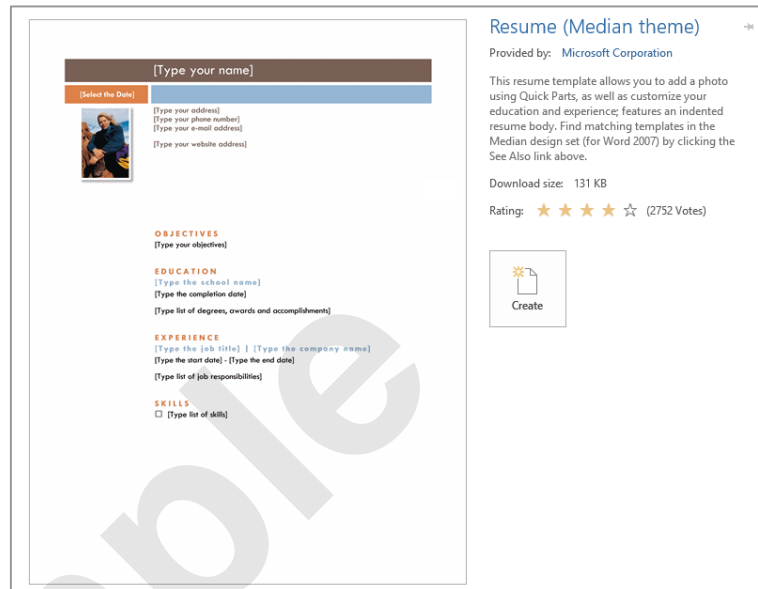 [Type your name]
[Select the Date]
[Type your address]
[Type your phone number]
[Type your e-mail address]
[Type your website address]
OBJECTIVES
[Type your objectives]
EDUCATION
[Type the school name]
[Type the completion date]
[Type list of degrees, awards and accomplishments]
EXPERIENCE
[Type the job title] | [Type the company name]
[Type the start date] - [Type the end date]
[Type list of job responsibilities]
SKILLS
[Type list of skills]
Resume (Median theme)
Provided by: Microsoft Corporation
This resume template allows you to add a photo
using Quick Parts, as well as customize your
education and experience; features an indented
resume body. Find matching templates in the
Median design set (for Word 2007) by clicking the
See Also link above.
Download size: 131 KB
Rating: (2752 Votes)
Create